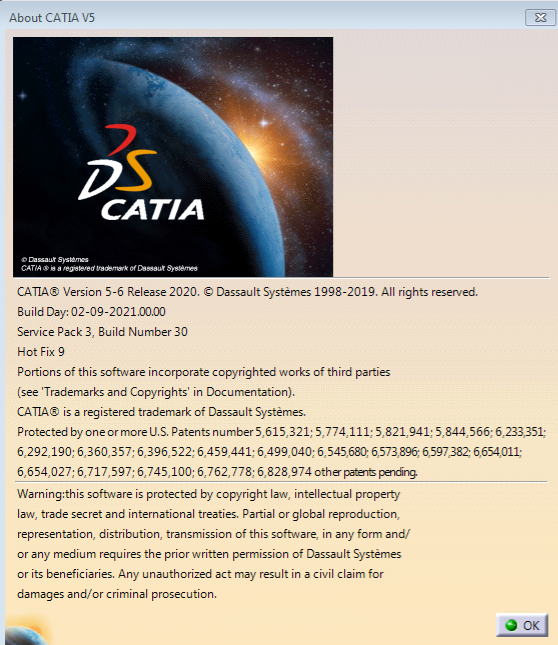 About CATIA V5
DS
CATIA
© Dassault Systèmes
CATIA ® is a registered trademark of Dassault Systèmes
CATIA® Version 5-6 Release 2020. © Dassault Systèmes 1998-2019. All rights reserved.
Build Day: 02-09-2021.00.00
Service Pack 3, Build Number 30
Hot Fix 9
Portions of this software incorporate copyrighted works of third parties
(see 'Trademarks and Copyrights' in Documentation).
CATIA® is a registered trademark of Dassault Systèmes.
Protected by one or more U.S. Patents number 5,615,321; 5,774,111; 5,821,941; 5,844,566; 6,233,351;
6,292,190; 6,360,357; 6,396,522; 6,459,441; 6,499,040; 6,545,680; 6,573,896; 6,597,382; 6,654,011;
6,654,027; 6,717,597; 6,745,100; 6,762,778; 6,828,974 other patents pending.
Warning:this software is protected by copyright law, intellectual property
law, trade secret and international treaties. Partial or global reproduction,
representation, distribution, transmission of this software, in any form and/
or any medium requires the prior written permission of Dassault Systèmes
or its beneficiaries. Any unauthorized act may result in a civil claim for
damages and/or criminal prosecution.
OK